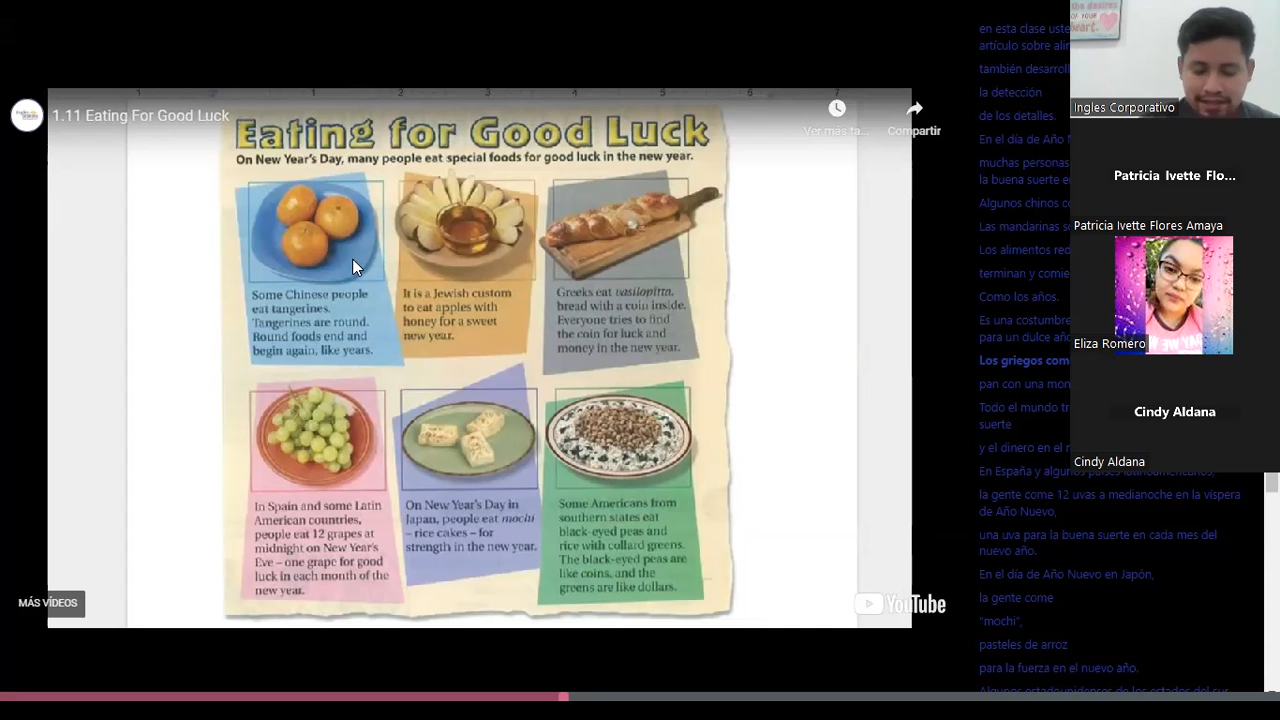 1.11 Eating For Good Luck
Ver más ta...
Compartir
Eating for Good Luck
On New Year's Day, many people eat special foods for good luck in the new year.
Some Chinese people
eat tangerines.
Tangerines are round.
Round foods end and
begin again, like years.
It is a Jewish custom
to eat apples with
honey for a sweet
new year.
Greeks eat vasilopitta,
bread with a coin inside.
Everyone tries to find
the coin for luck and
money in the new year.
In Spain and some Latin
American countries,
people eat 12 grapes at
midnight on New Year's
Eve – one grape for good
luck in each month of the
new year.
On New Year's Day in
Japan, people eat mochi
– rice cakes – for
strength in the new year.
Some Americans from
southern states eat
black-eyed peas and
rice with collard greens.
The black-eyed peas are
like coins, and the
greens are like dollars.
MÁS VÍDEOS
YouTube
en esta clase uste
artículo sobre ali
también desarroll
la detección
de los detalles.
En el día de Año N
muchas personas
la buena suerte e
Algunos chinos c
Las mandarinas s
Los alimentos red
terminan y comie
Como los años.
Es una costumbre
para un dulce año
Los griegos com
pan con una mon
Todo el mundo tr
suerte
y el dinero en el n
En España y algunos países latinoamericanos,
la gente come 12 uvas a medianoche en la víspera
de Año Nuevo,
una uva para la buena suerte en cada mes del
nuevo año.
En el día de Año Nuevo en Japón,
la gente come
"mochi",
pasteles de arroz
para la fuerza en el nuevo año.
Algunos estadounidenses de los estados del sur
the desires
OF YOUR
heart.
Ingles Corporativo
Patricia Ivette Flo...
Patricia Ivette Flores Amaya
Eliza Romero
Cindy Aldana
Cindy Aldana